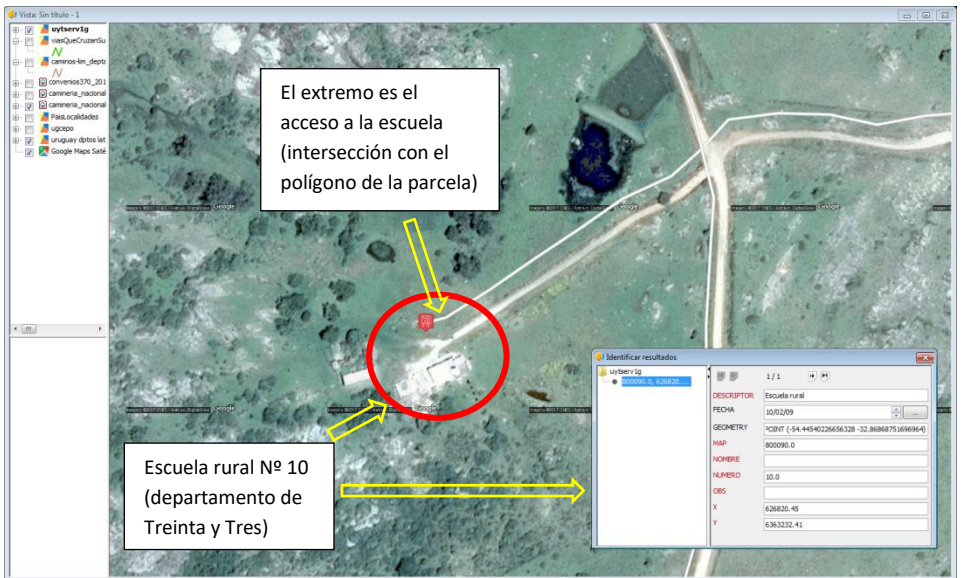 Vista: Sin título - 1
uytserv1g
viasQueCruzanSu
caminos-lim_depta
convenios370_201
camineria_nacional
camineria_nacional
PaisLocalidades
ugcepo
uruguay dptos lat
Google Maps Saté
El extremo es el
acceso a la escuela
(intersección con el
polígono de la parcela)
Google
Google
Google
Google
Google
Escuela rural Nº 10
(departamento de
Treinta y Tres)
Identificar resultados
uytserv1g
800090.0, 626820....
1 / 1
DESCRIPTOR Escuela rural
FECHA 10/02/09 ...
GEOMETRY POINT (-54.44540226656328 -32.86868751696964)
MAP 800090.0
NOMBRE
NUMERO 10.0
OBS
X 626820.45
Y 6363232.41